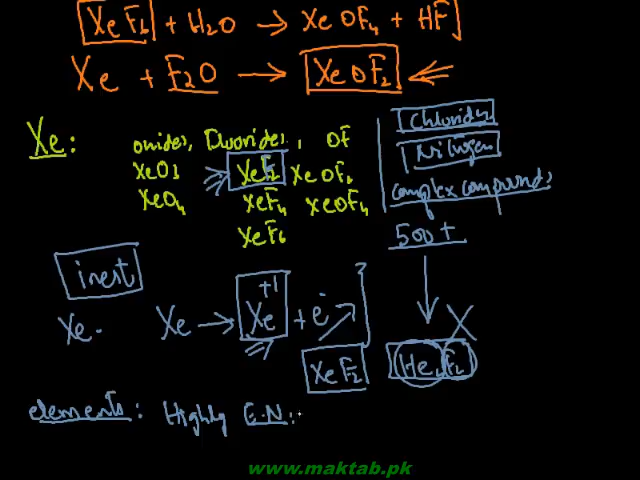 XeF6 + H2O → XeOF4 + HF
Xe + F2O → XeOF2 ←
Xe: oxides, Fluorides, OF
XeO3 → XeF2 XeOF2
XeO4 XeF4 XeOF4
XeF6
Chlorides
Nitrogen
complex compounds
500+
inert
Xe Xe → Xe+1 + e-
XeF2 He, F2 X
elements: Highly E.N:
www.maktab.pk